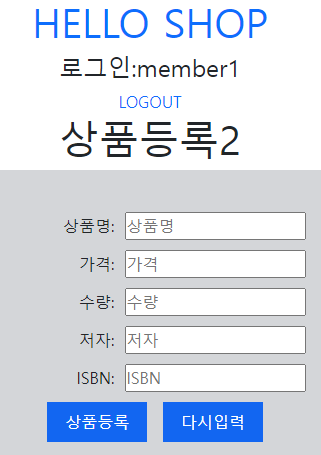 HELLO SHOP
로그인:member1
LOGOUT
상품등록2
상품명: 상품명
가격: 가격
수량: 수량
저자: 저자
ISBN: ISBN
상품등록 다시입력